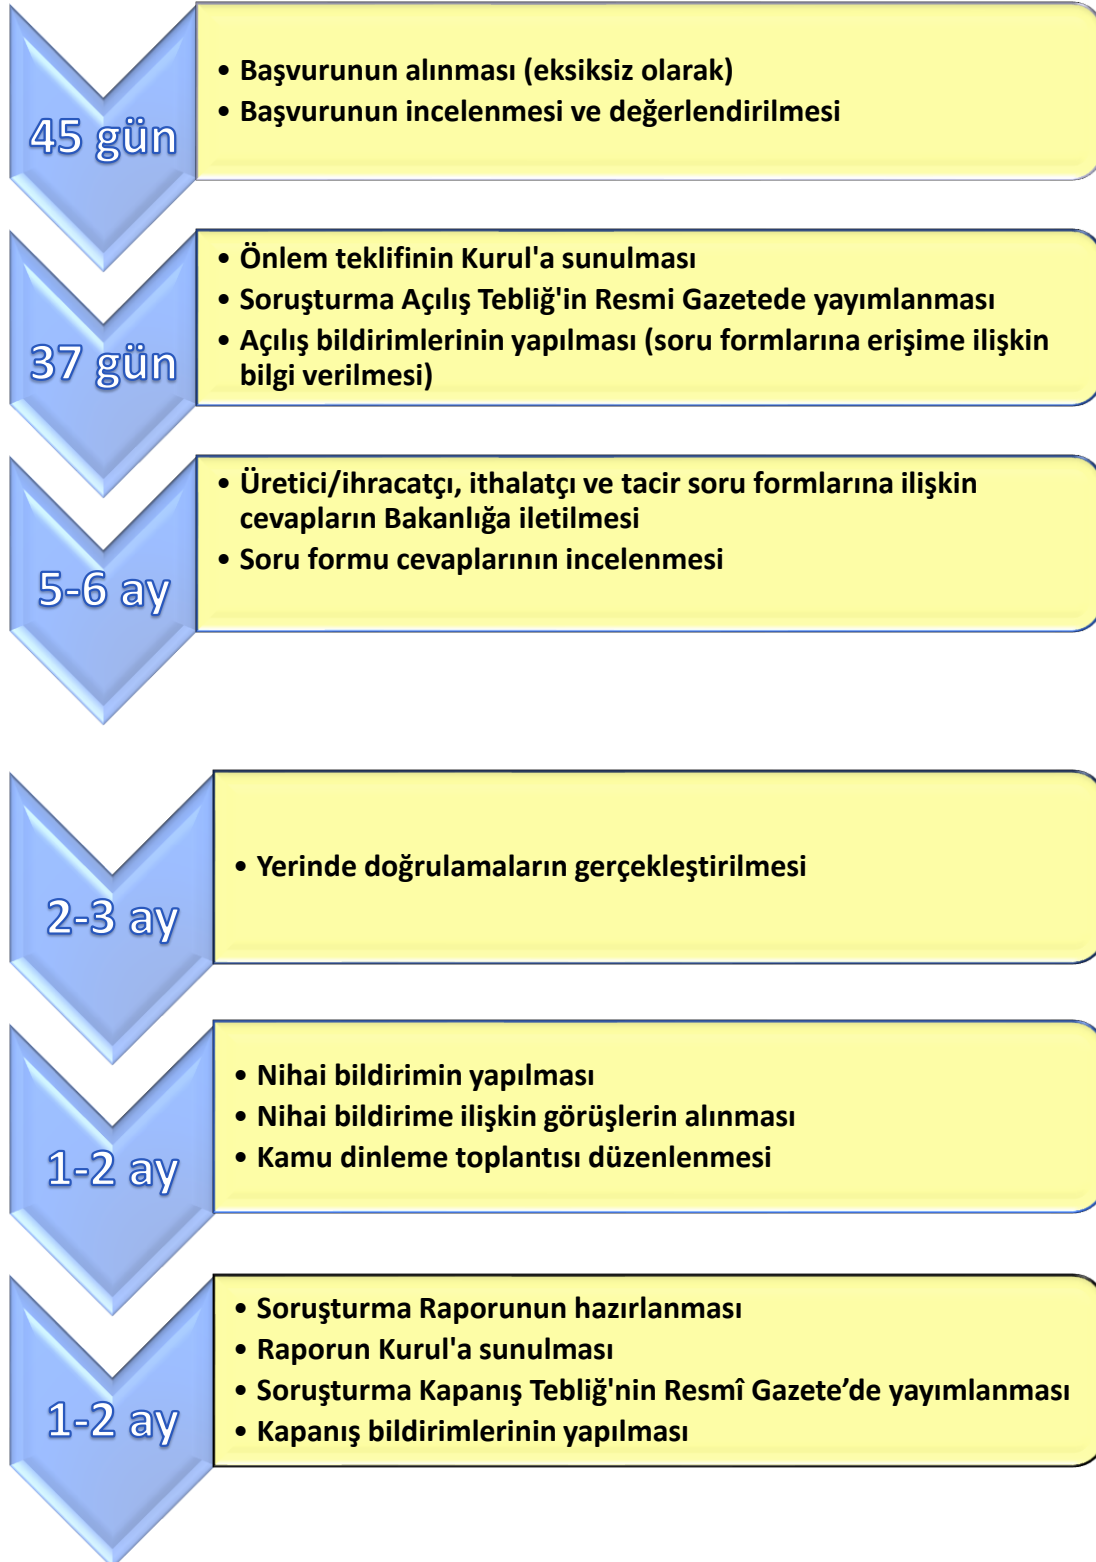 45 gün
• Başvurunun alınması (eksiksiz olarak)
• Başvurunun incelenmesi ve değerlendirilmesi
37 gün
• Önlem teklifinin Kurul'a sunulması
• Soruşturma Açılış Tebliğ'in Resmi Gazetede yayımlanması
• Açılış bildirimlerinin yapılması (soru formlarına erişime ilişkin
bilgi verilmesi)
5-6 ay
• Üretici/ihracatçı, ithalatçı ve tacir soru formlarına ilişkin
cevapların Bakanlığa iletilmesi
• Soru formu cevaplarının incelenmesi
2-3 ay
• Yerinde doğrulamaların gerçekleştirilmesi
1-2 ay
• Nihai bildirimin yapılması
• Nihai bildirime ilişkin görüşlerin alınması
• Kamu dinleme toplantısı düzenlenmesi
1-2 ay
• Soruşturma Raporunun hazırlanması
• Raporun Kurul'a sunulması
• Soruşturma Kapanış Tebliğ'nin Resmî Gazete’de yayımlanması
• Kapanış bildirimlerinin yapılması